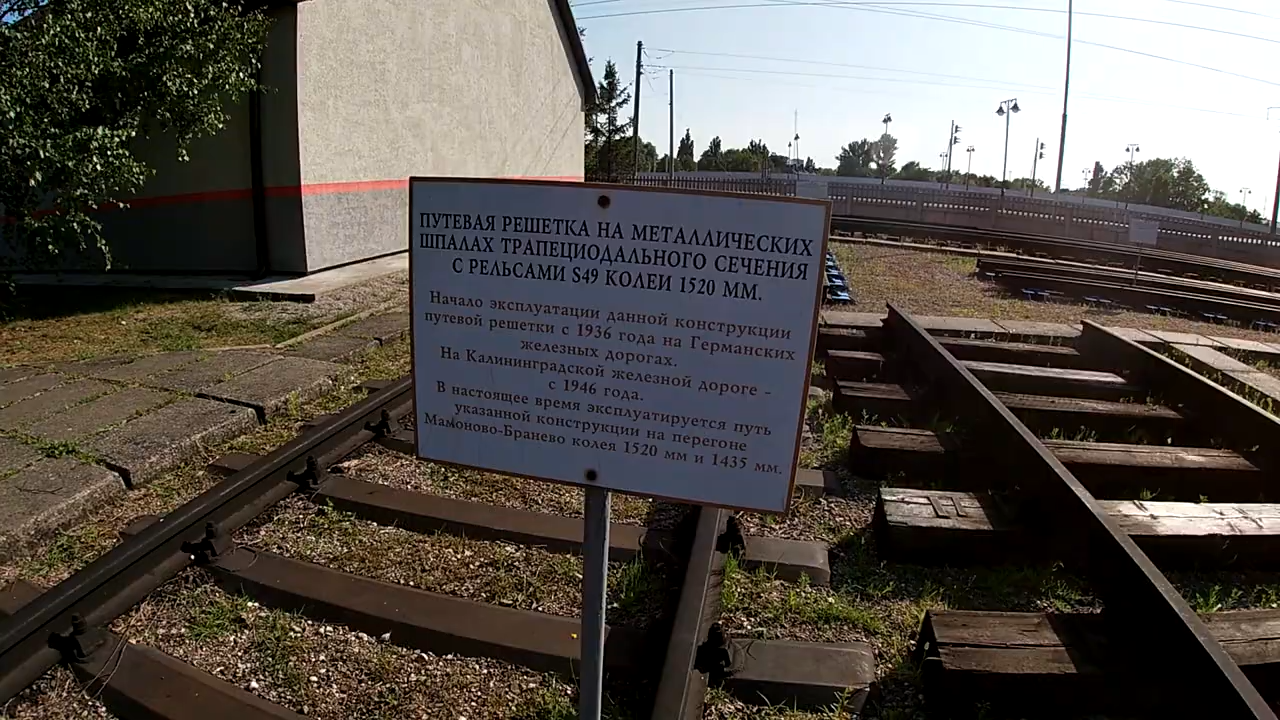 ПУТЕВАЯ РЕШЕТКА НА МЕТАЛЛИЧЕСКИХ
ШПАЛАХ ТРАПЕЦИОДАЛЬНОГО СЕЧЕНИЯ
С РЕЛЬСАМИ S49 КОЛЕИ 1520 ММ.
Начало эксплуатации данной конструкции
путевой решетки с 1936 года на Германских
железных дорогах.
На Калининградской железной дороге -
с 1946 года.
В настоящее время эксплуатируется путь
указанной конструкции на перегоне
Мамоново-Бранево колея 1520 мм и 1435 мм.